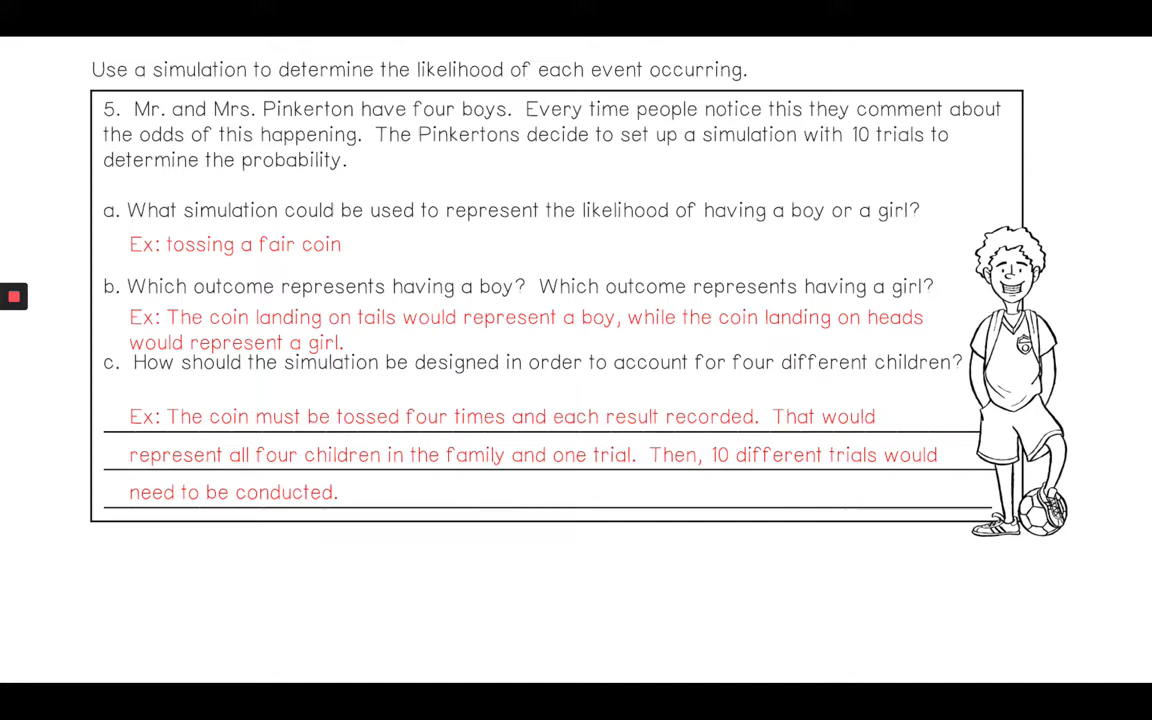 Use a simulation to determine the likelihood of each event occurring.
5. Mr. and Mrs. Pinkerton have four boys. Every time people notice this they comment about
the odds of this happening. The Pinkertons decide to set up a simulation with 10 trials to
determine the probability.
a. What simulation could be used to represent the likelihood of having a boy or a girl?
Ex: tossing a fair coin
b. Which outcome represents having a boy? Which outcome represents having a girl?
Ex: The coin landing on tails would represent a boy, while the coin landing on heads
would represent a girl.
c. How should the simulation be designed in order to account for four different children?
Ex: The coin must be tossed four times and each result recorded. That would
represent all four children in the family and one trial. Then, 10 different trials would
need to be conducted.